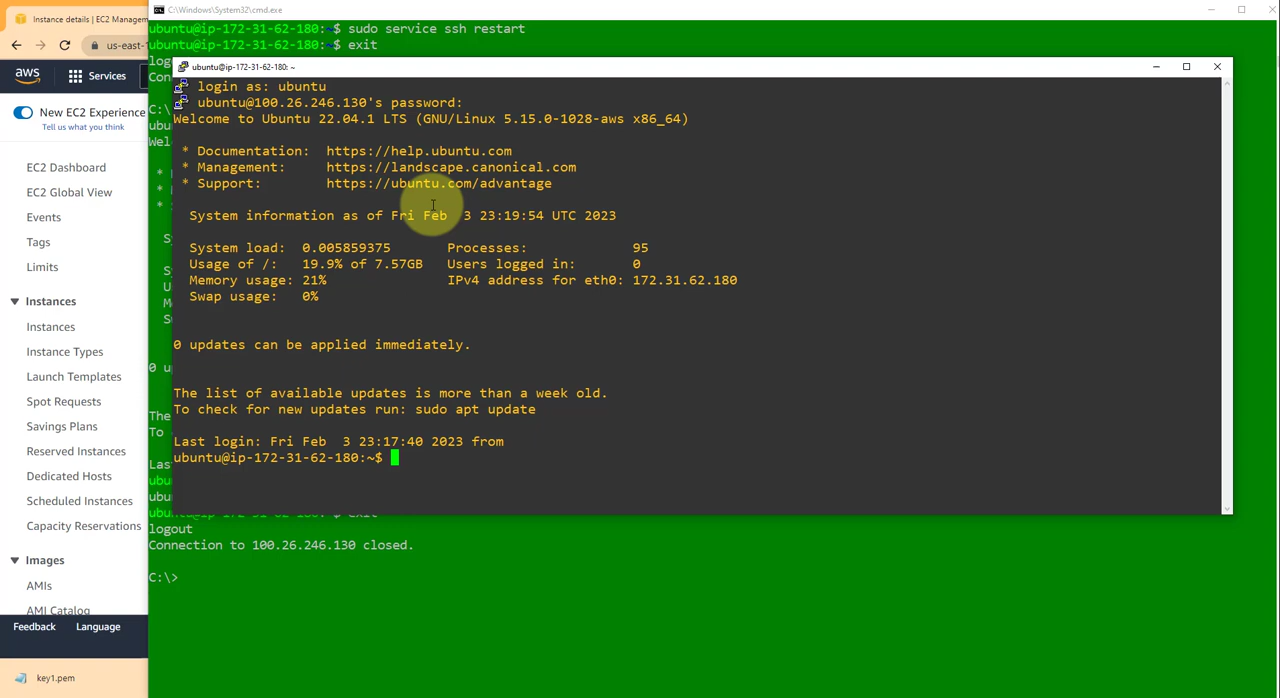 Instance details | EC2 Managem
us-east-
aws
Services
New EC2 Experience
Tell us what you think
EC2 Dashboard
EC2 Global View
Events
Tags
Limits
Instances
Instances
Instance Types
Launch Templates
Spot Requests
Savings Plans
Reserved Instances
Dedicated Hosts
Scheduled Instances
Capacity Reservations
Images
AMIs
AMI Catalog
Feedback Language
key1.pem
C:\Windows\System32\cmd.exe
ubuntu@ip-172-31-62-180:~$ sudo service ssh restart
ubuntu@ip-172-31-62-180:~$ exit
log
Con
C:\
ubu
Wel
*
*
*
S
S
U
M
S
0 u
The
To
Las
ubu
ubu
ubuntu@ip-172-31-62-180:~$ exit
logout
Connection to 100.26.246.130 closed.
C:\>
ubuntu@ip-172-31-62-180: ~
login as: ubuntu
ubuntu@100.26.246.130's password:
Welcome to Ubuntu 22.04.1 LTS (GNU/Linux 5.15.0-1028-aws x86_64)
* Documentation: https://help.ubuntu.com
* Management: https://landscape.canonical.com
* Support: https://ubuntu.com/advantage
System information as of Fri Feb 3 23:19:54 UTC 2023
System load: 0.005859375 Processes: 95
Usage of /: 19.9% of 7.57GB Users logged in: 0
Memory usage: 21% IPv4 address for eth0: 172.31.62.180
Swap usage: 0%
0 updates can be applied immediately.
The list of available updates is more than a week old.
To check for new updates run: sudo apt update
Last login: Fri Feb 3 23:17:40 2023 from
ubuntu@ip-172-31-62-180:~$